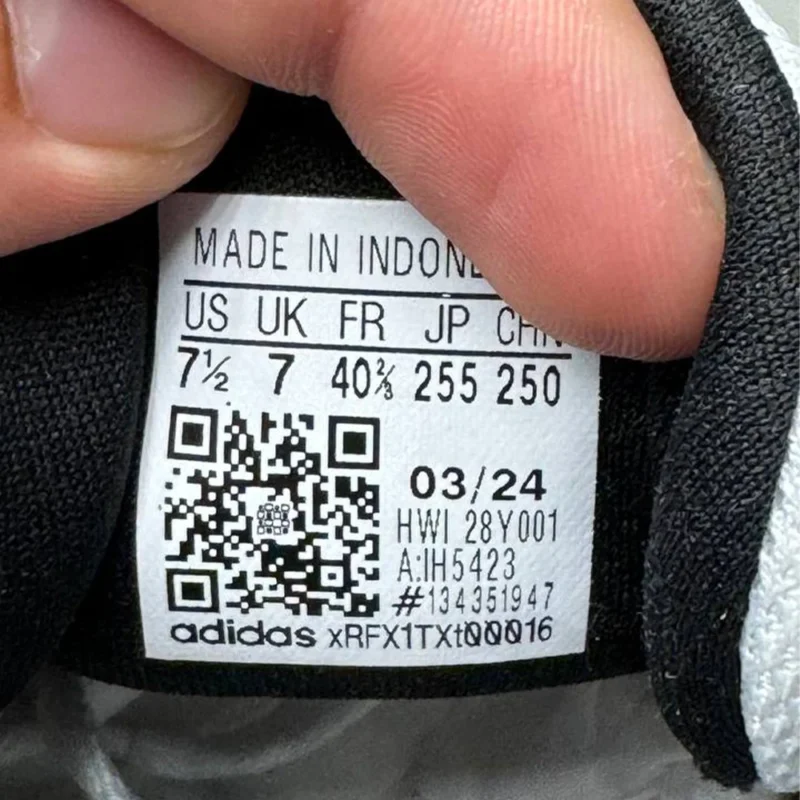 MADE IN
US UK FR JP CHN
7½ 7 40⅔ 255 250
03/24
HWI 28Y001
A:IH5423
#134351947
adidas xRFX1TXt00016